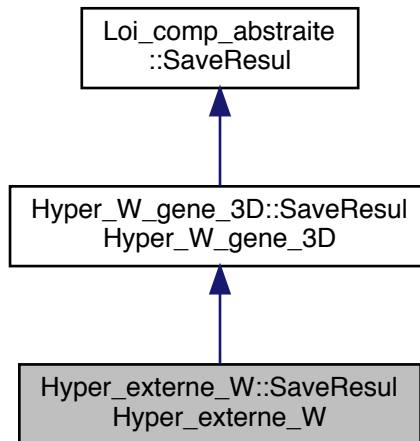 Loi_comp_abstraite
::SaveResul
Hyper_W_gene_3D::SaveResul
Hyper_W_gene_3D
Hyper_externe_W::SaveResul
Hyper_externe_W